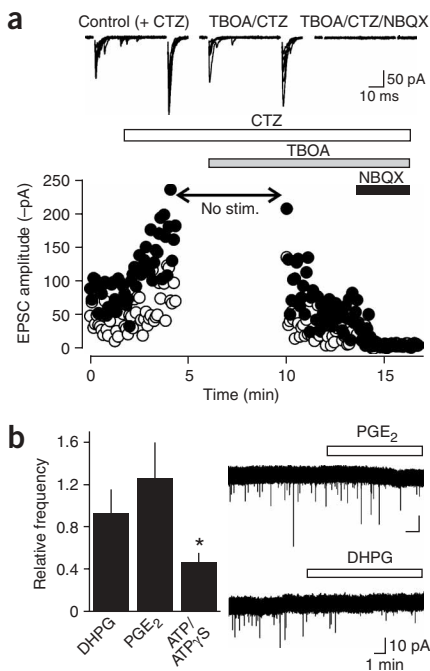 a
Control (+ CTZ) TBOA/CTZ TBOA/CTZ/NBQX
50 pA
10 ms
CTZ
TBOA
NBQX
No stim.
EPSC amplitude (–pA)
250
200
150
100
50
0
0 5 10 15
Time (min)
b
Relative frequency
1.6
1.2
0.8
0.4
0
*
DHPG
PGE2
ATP/
ATPγS
PGE2
DHPG
10 pA
1 min